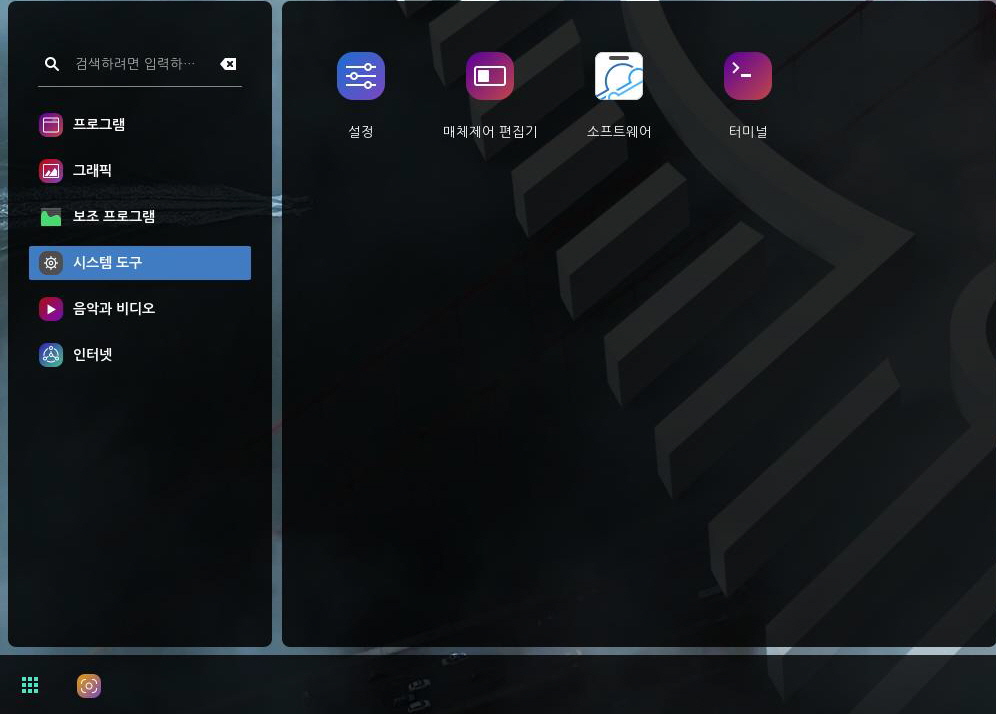 검색하려면 입력하…
프로그램
그래픽
보조 프로그램
시스템 도구
음악과 비디오
인터넷
설정
매체제어 편집기
소프트웨어
터미널